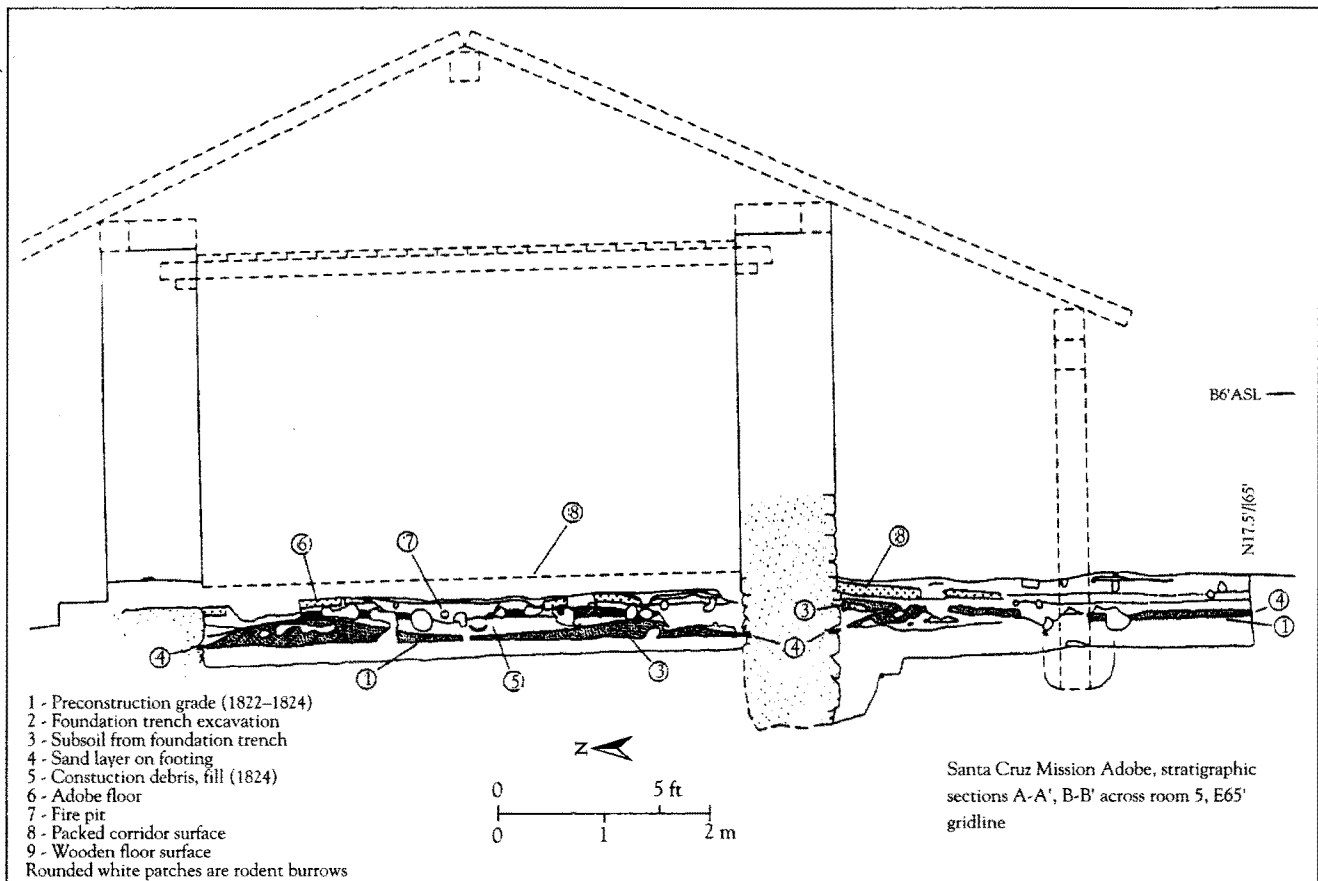 B6'ASL
N17.5'/E65'
⑧
⑥
⑦
⑧
③
④
④
①
④
①
⑤
③
1 - Preconstruction grade (1822–1824)
2 - Foundation trench excavation
3 - Subsoil from foundation trench
4 - Sand layer on footing
5 - Constuction debris, fill (1824)
6 - Adobe floor
7 - Fire pit
8 - Packed corridor surface
9 - Wooden floor surface
Rounded white patches are rodent burrows
N
0 5 ft
0 1 2 m
Santa Cruz Mission Adobe, stratigraphic
sections A-A', B-B' across room 5, E65'
gridline